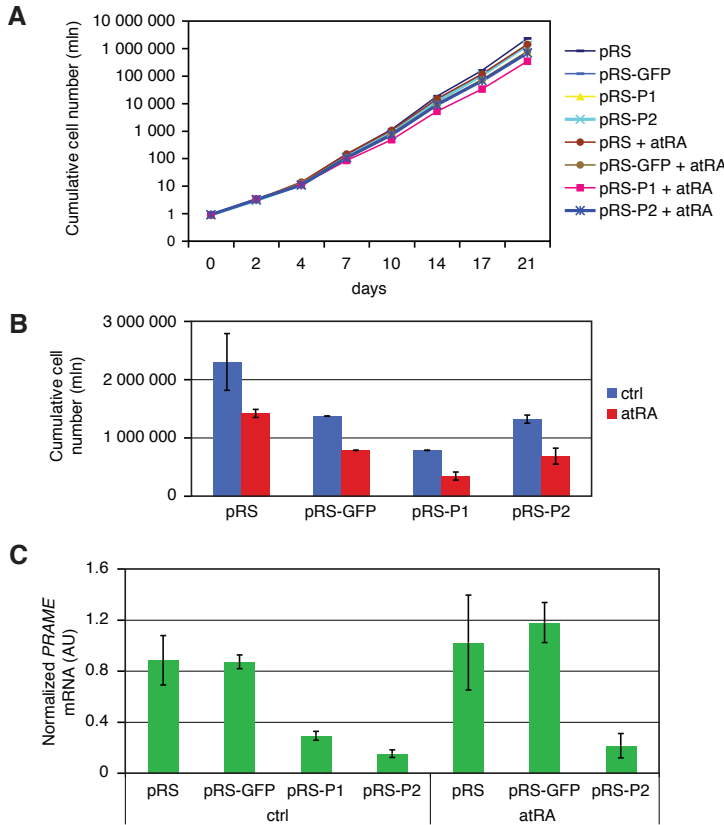 A
Cumulative cell number (mln)
10 000 000
1 000 000
100 000
10 000
1 000
100
10
1
0
0 2 4 7 10 14 17 21
days
pRS
pRS-GFP
pRS-P1
pRS-P2
pRS + atRA
pRS-GFP + atRA
pRS-P1 + atRA
pRS-P2 + atRA
B
Cumulative cell
number (mln)
3 000 000
2 000 000
1 000 000
0
pRS pRS-GFP pRS-P1 pRS-P2
ctrl
atRA
C
Normalized PRAME
mRNA (AU)
1.6
1.2
0.8
0.4
0
pRS pRS-GFP pRS-P1 pRS-P2 pRS pRS-GFP pRS-P2
ctrl atRA